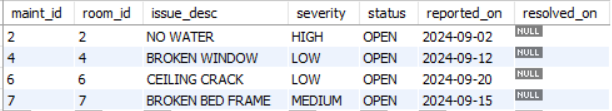 maint_id room_id issue_desc severity status reported_on resolved_on
2 2 NO WATER HIGH OPEN 2024-09-02 NULL
4 4 BROKEN WINDOW LOW OPEN 2024-09-12 NULL
6 6 CEILING CRACK LOW OPEN 2024-09-20 NULL
7 7 BROKEN BED FRAME MEDIUM OPEN 2024-09-15 NULL